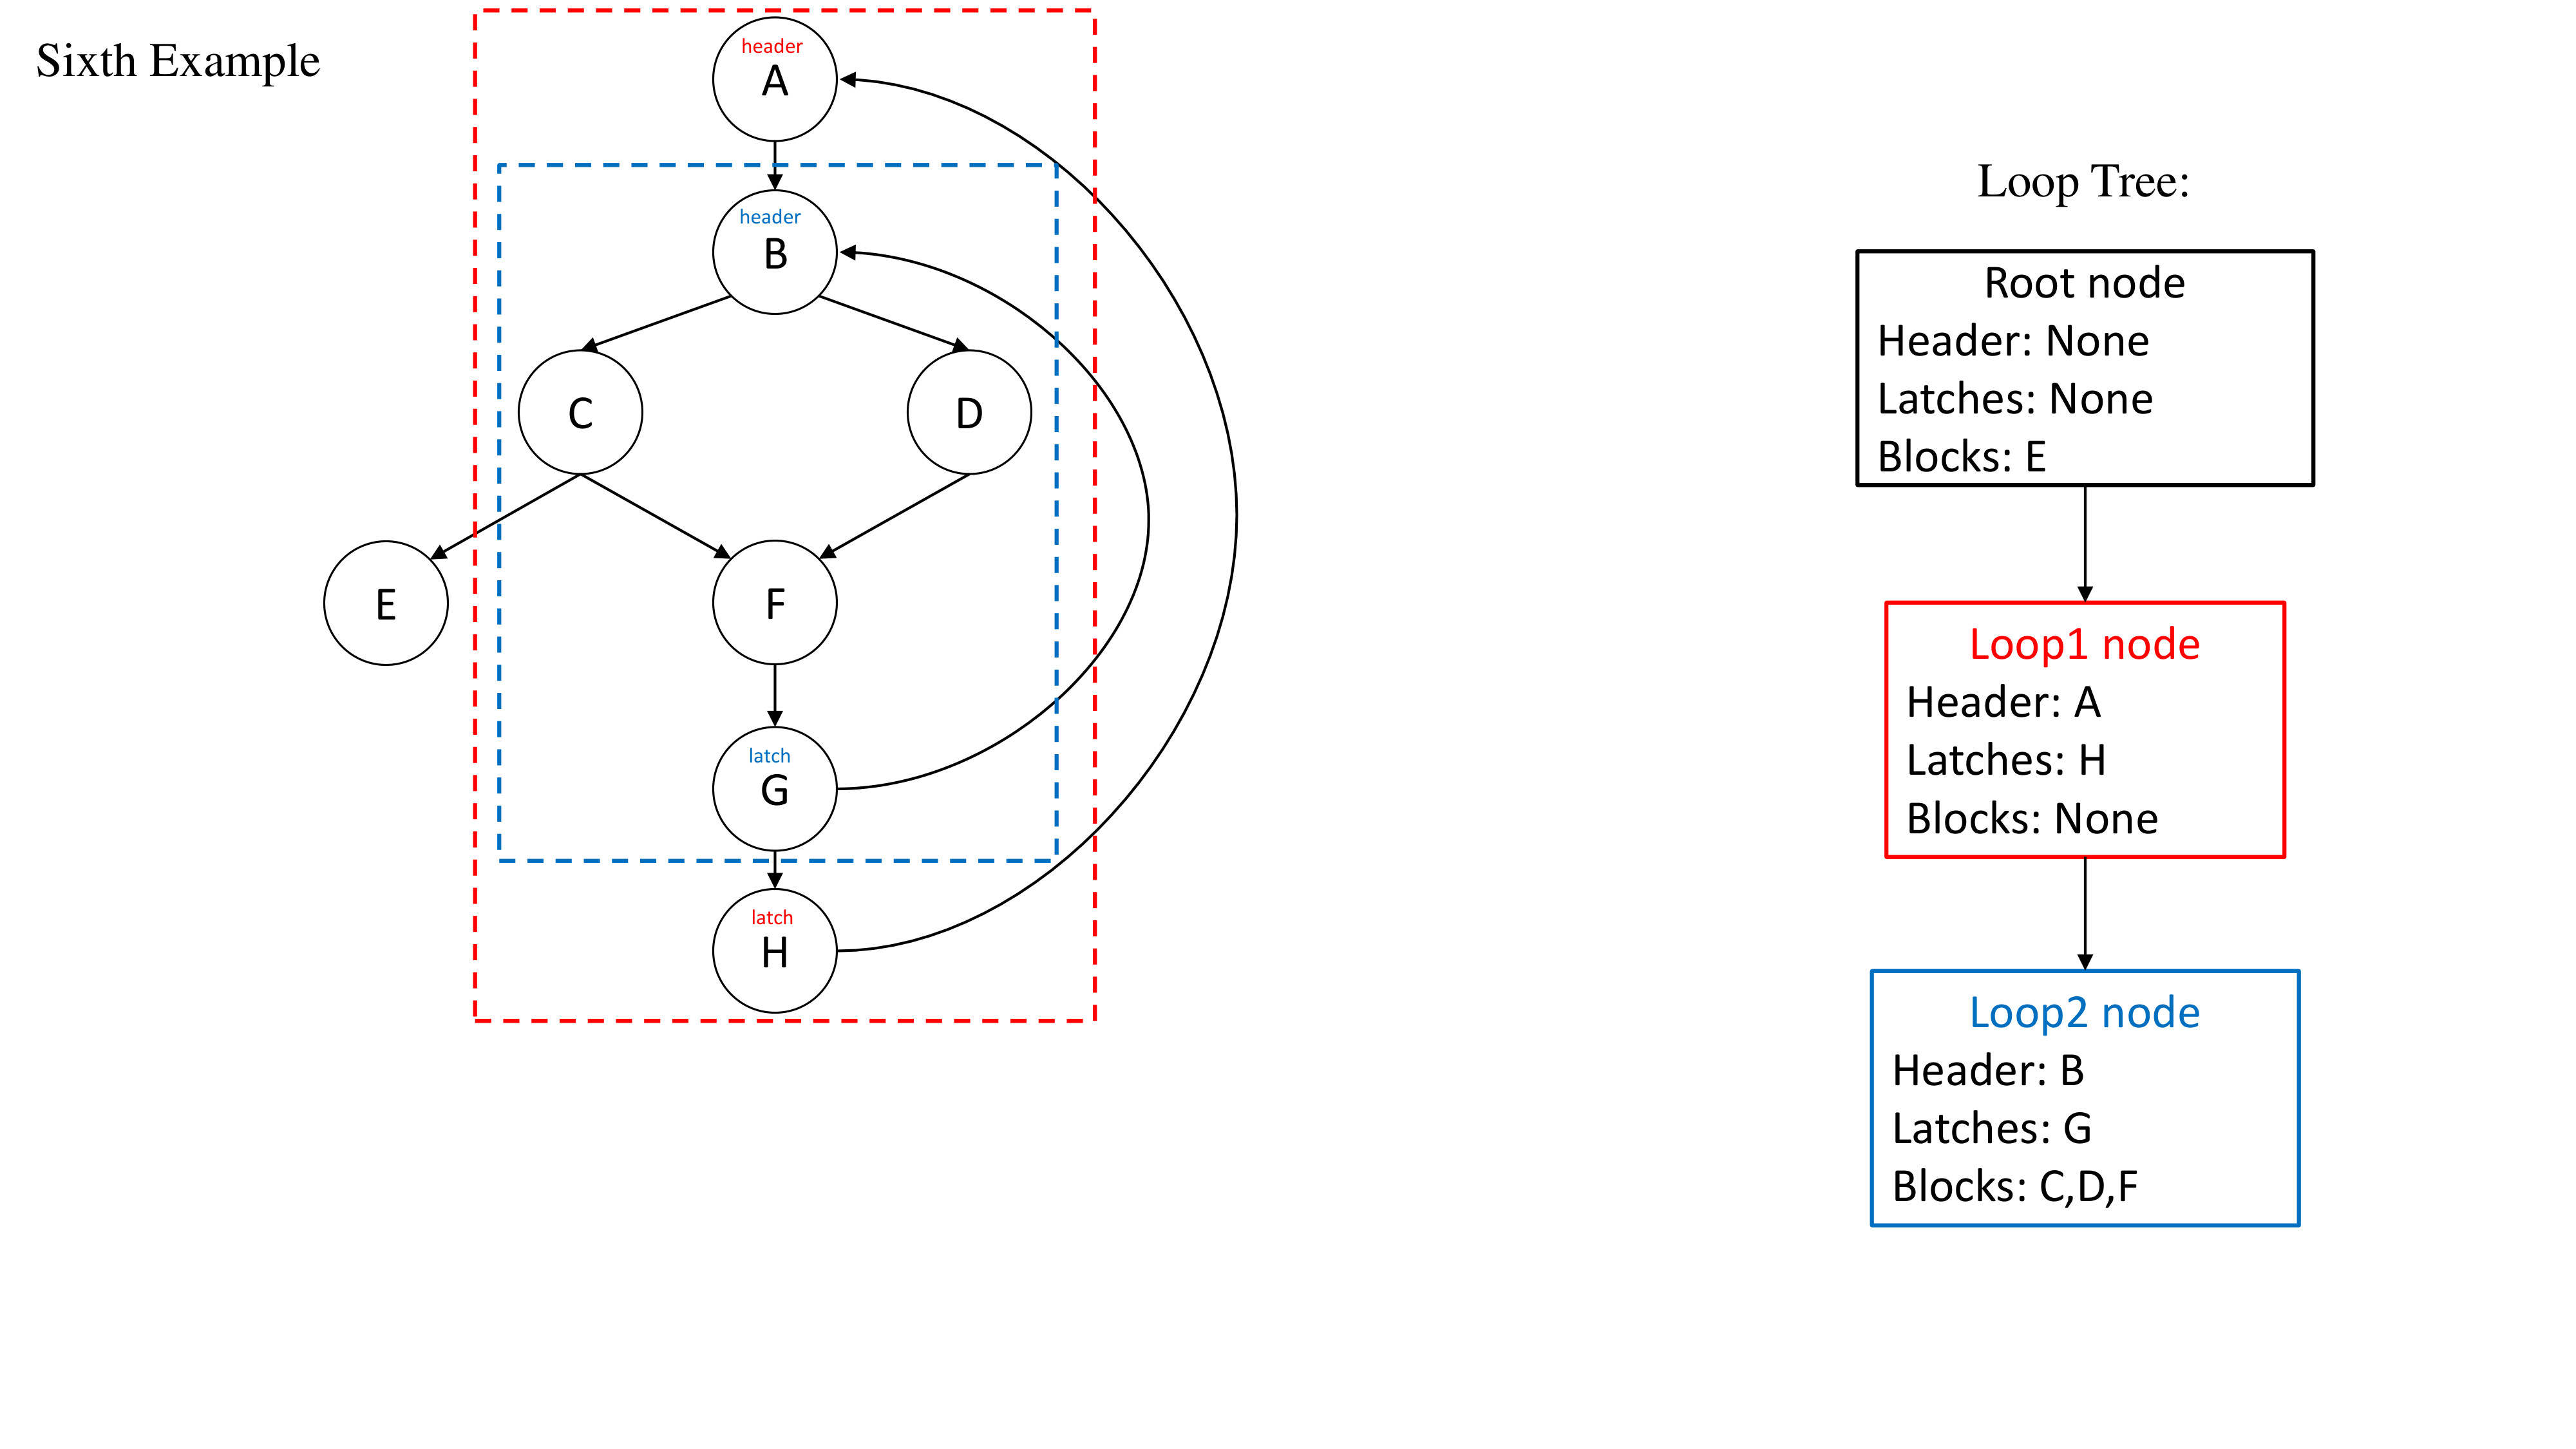 Sixth Example
header
A
header
B
C
D
E
F
latch
G
latch
H
Loop Tree:
Root node
Header: None
Latches: None
Blocks: E
Loop1 node
Header: A
Latches: H
Blocks: None
Loop2 node
Header: B
Latches: G
Blocks: C,D,F